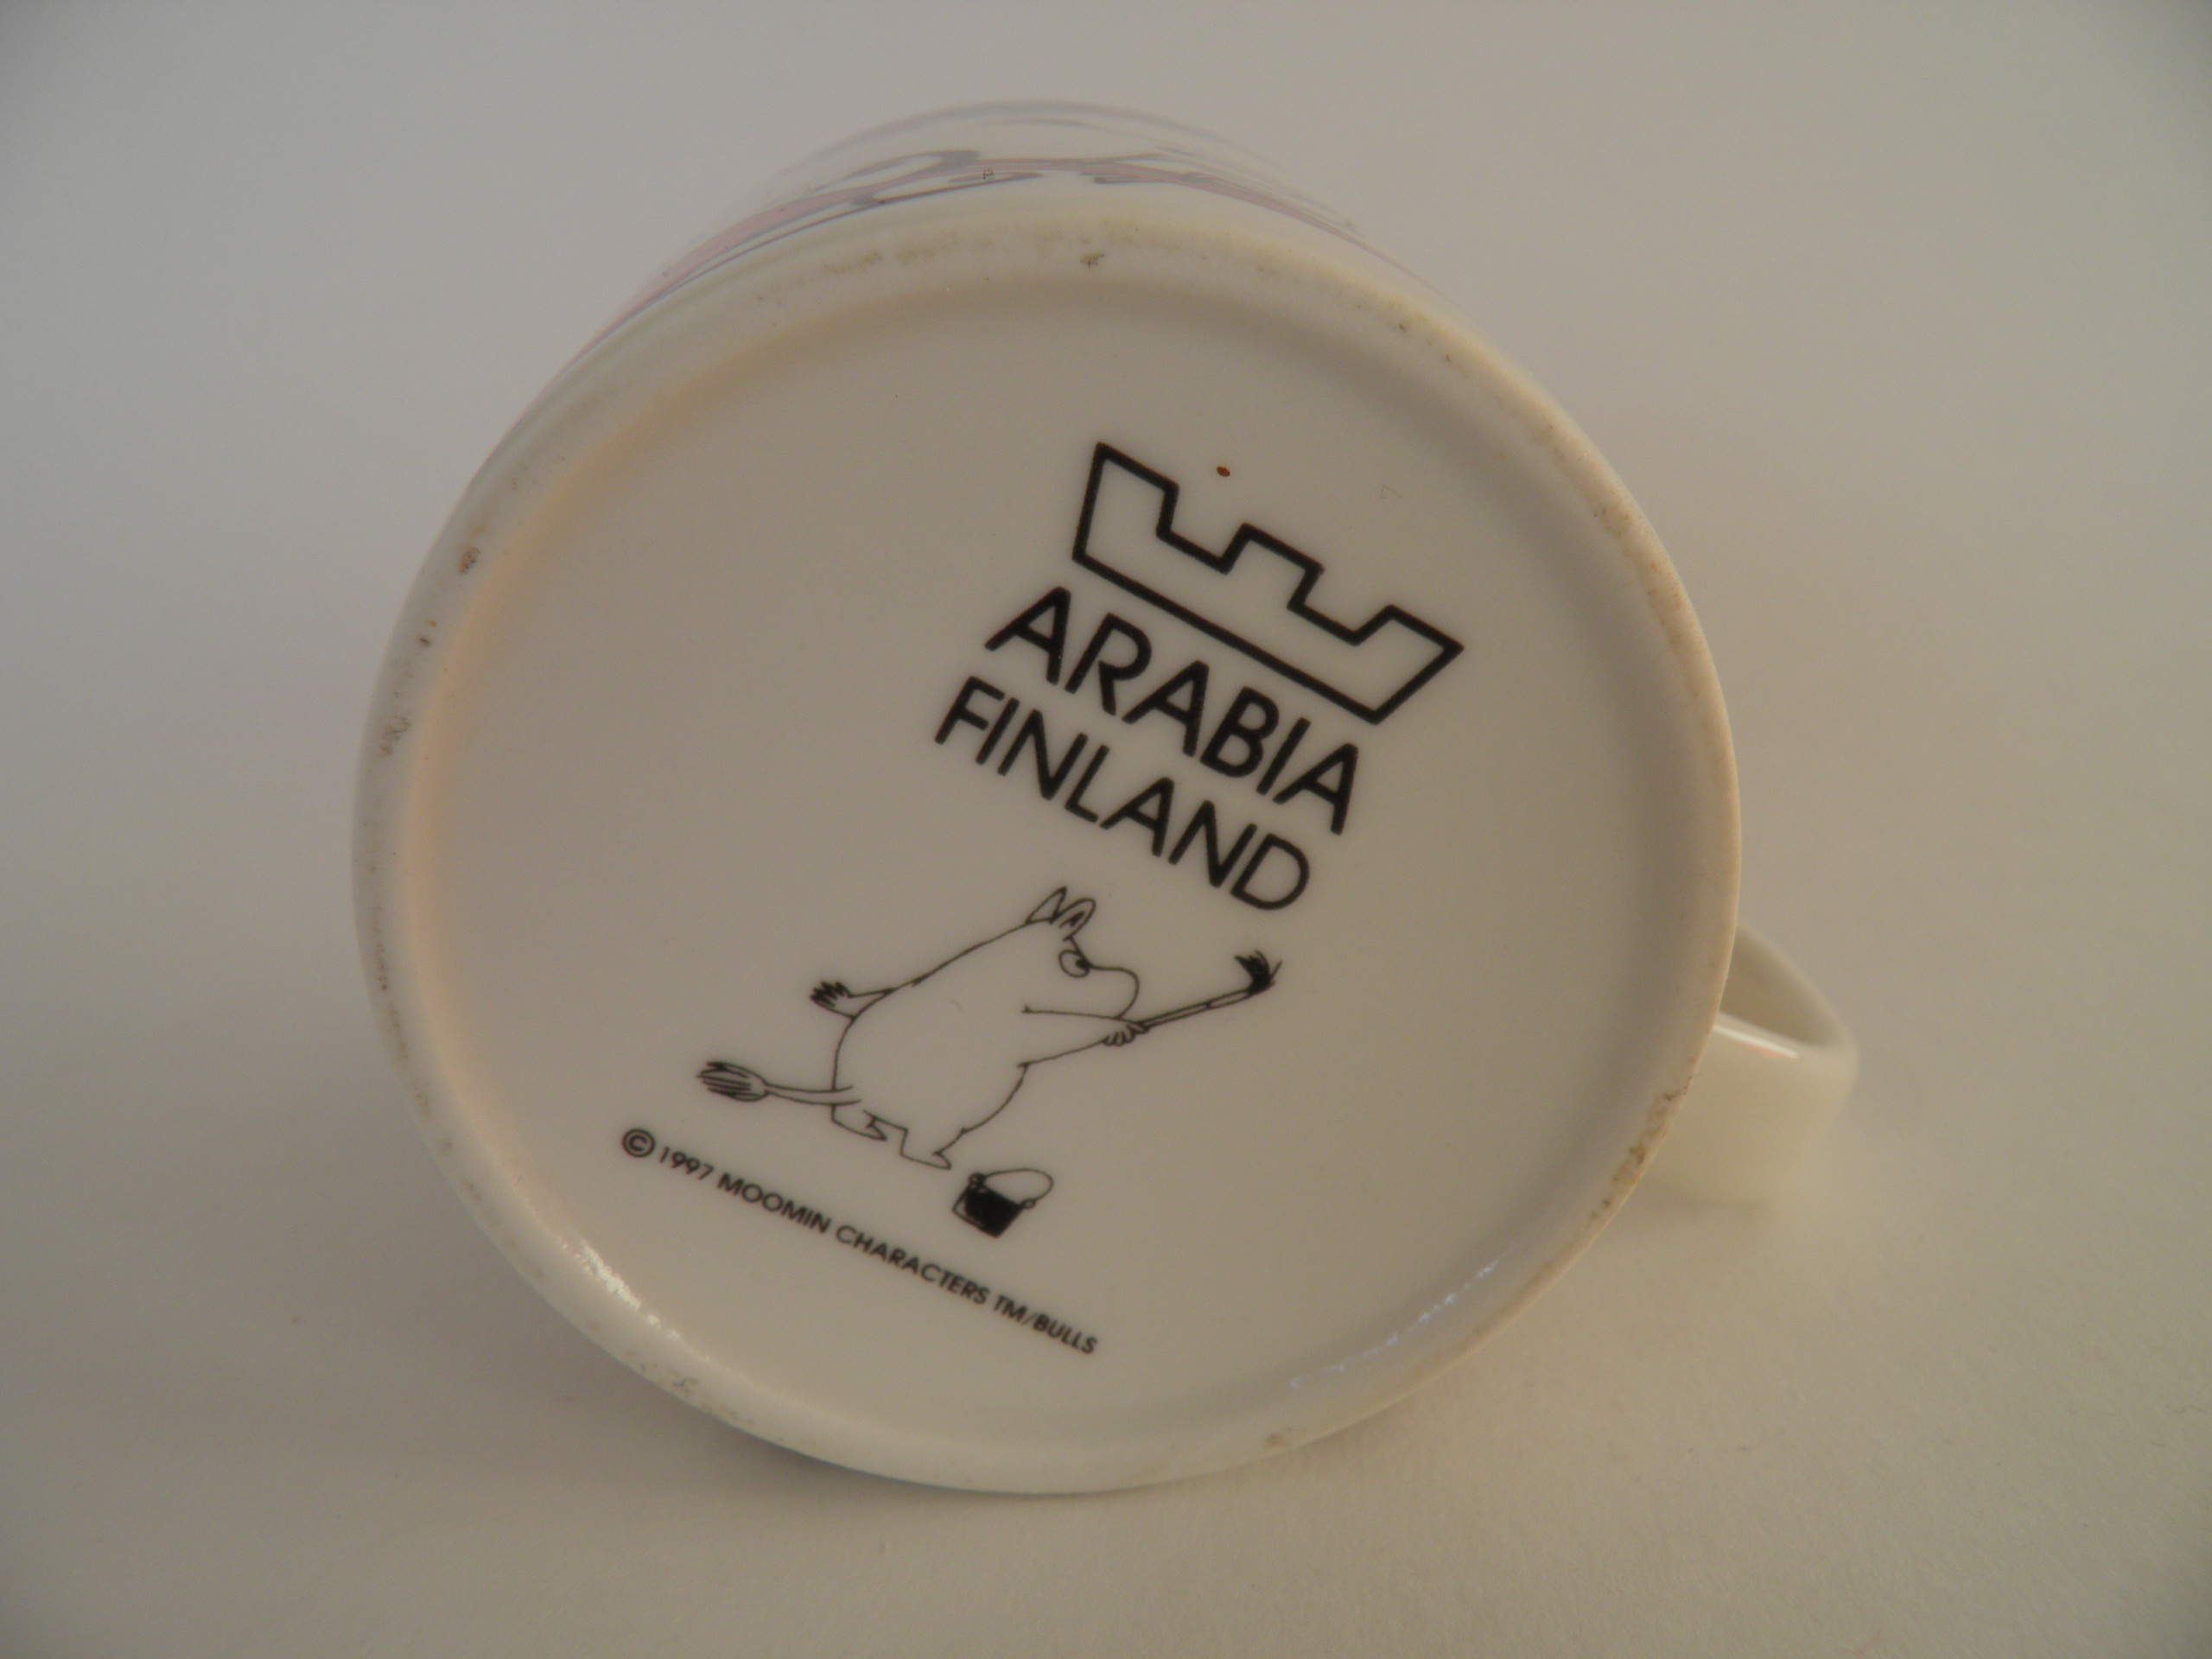 ARABIA
FINLAND
© 1997 MOOMIN CHARACTERS TM/BULLS